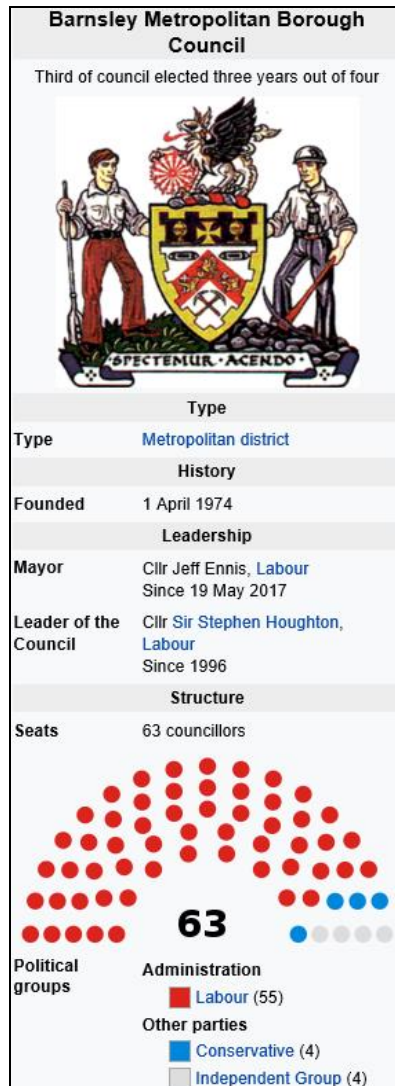 Barnsley Metropolitan Borough
Council
Third of council elected three years out of four
SPECTEMUR · ACENDO ·
Type
Type Metropolitan district
History
Founded 1 April 1974
Leadership
Mayor Cllr Jeff Ennis, Labour
Since 19 May 2017
Leader of the Cllr Sir Stephen Houghton,
Council Labour
Since 1996
Structure
Seats 63 councillors
63
Political Administration
groups Labour (55)
Other parties
Conservative (4)
Independent Group (4)